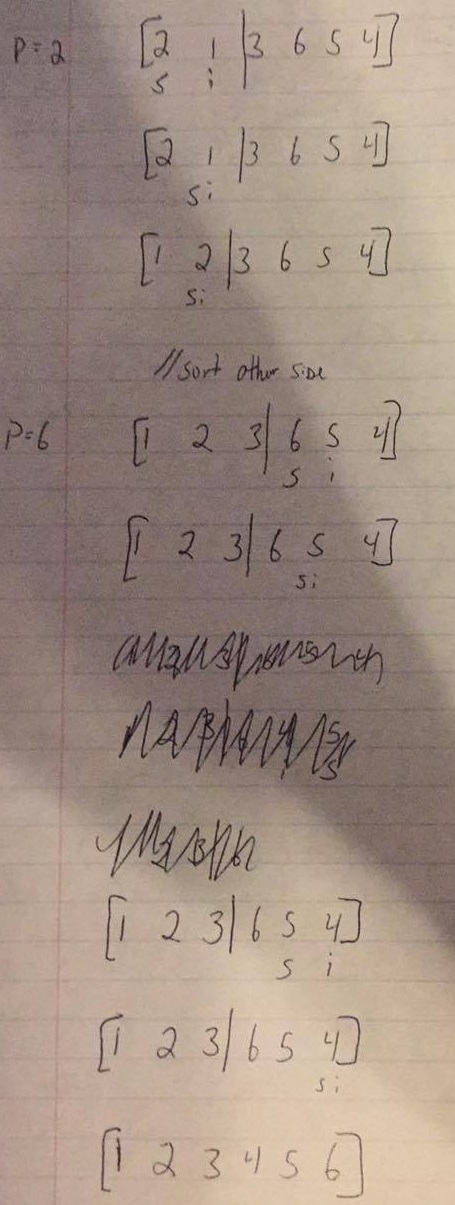 P=2 [2 1 | 3 6 5 4]
s i
[2 1 | 3 6 5 4]
si
[1 2 | 3 6 5 4]
si
//sort other side
P=6 [1 2 3 | 6 5 4]
s i
[1 2 3 | 6 5 4]
si
[1 2 3 | 6 5 4]
s i
[1 2 3 | 6 5 4]
si
[1 2 3 4 5 6]